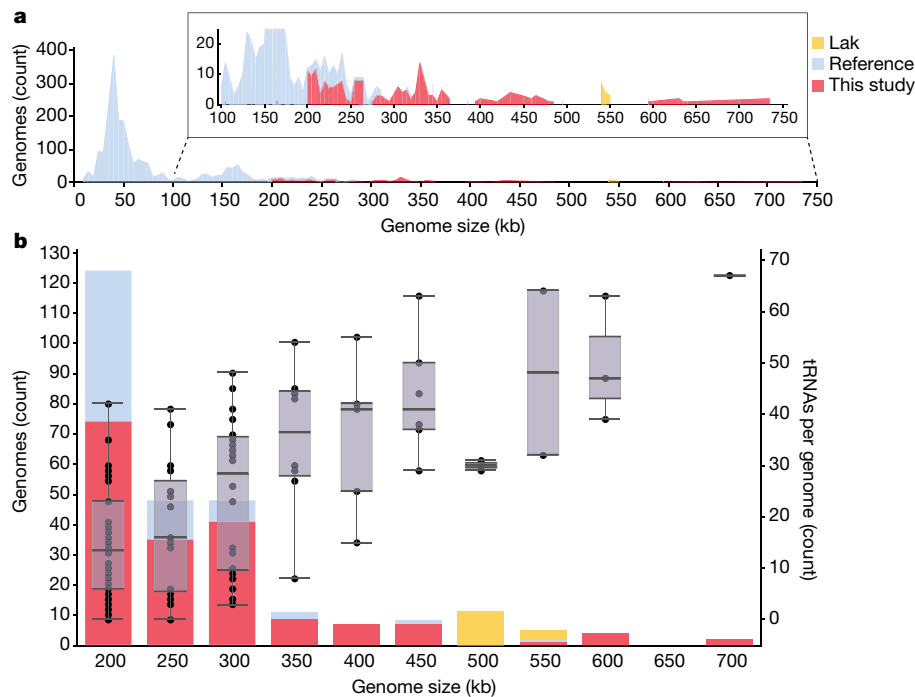 a
Genomes (count)
400
300
200
100
0
20
10
0
100 150 200 250 300 350 400 450 500 550 600 650 700 750
Lak
Reference
This study
0 50 100 150 200 250 300 350 400 450 500 550 600 650 700 750
Genome size (kb)
b
Genomes (count)
130
120
110
100
90
80
70
60
50
40
30
20
10
0
70
60
50
40
30
20
10
0
tRNAs per genome (count)
200 250 300 350 400 450 500 550 600 650 700
Genome size (kb)